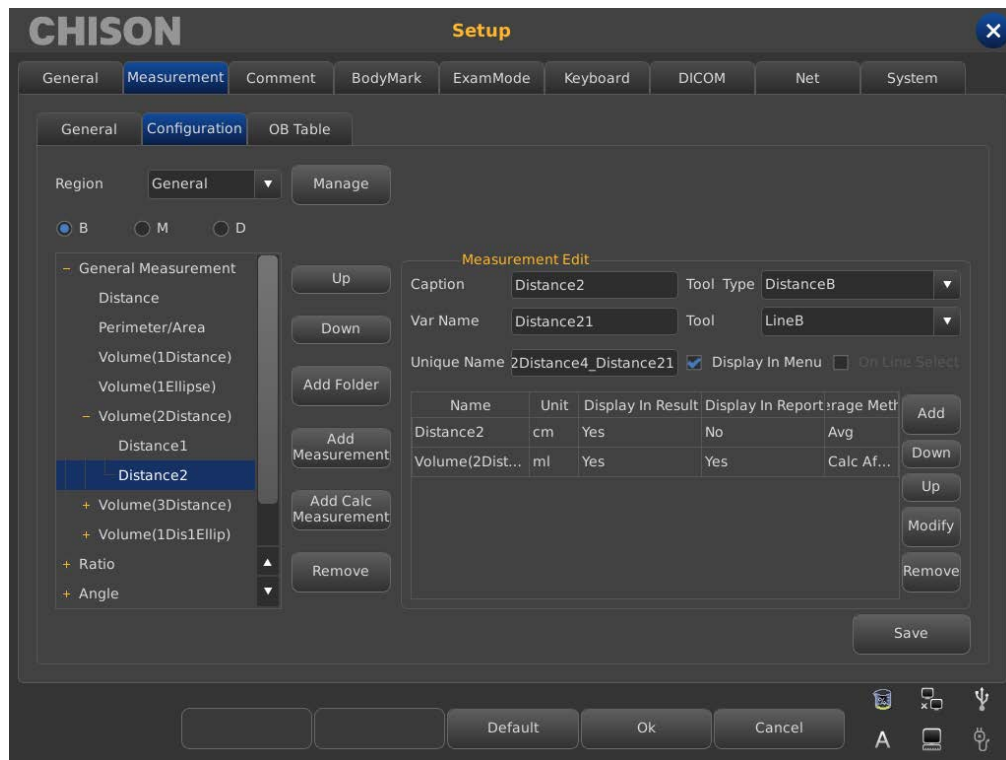 CHISON
Setup
General Measurement Comment BodyMark ExamMode Keyboard DICOM Net System
General Configuration OB Table
Region General Manage
B M D
General Measurement
Distance
Perimeter/Area
Volume(1Distance)
Volume(1Ellipse)
Volume(2Distance)
Distance1
Distance2
Volume(3Distance)
Volume(1Dis1Ellip)
Ratio
Angle
Up
Down
Add Folder
Add
Measurement
Add Calc
Measurement
Remove
Measurement Edit
Caption Distance2 Tool Type DistanceB
Var Name Distance21 Tool LineB
Unique Name 2Distance4_Distance21 Display In Menu On Line Select
Name Unit Display In Result Display In Report erage Meth
Distance2 cm Yes No Avg
Volume(2Dist... ml Yes Yes Calc Af...
Add
Down
Up
Modify
Remove
Save
Default Ok Cancel
A